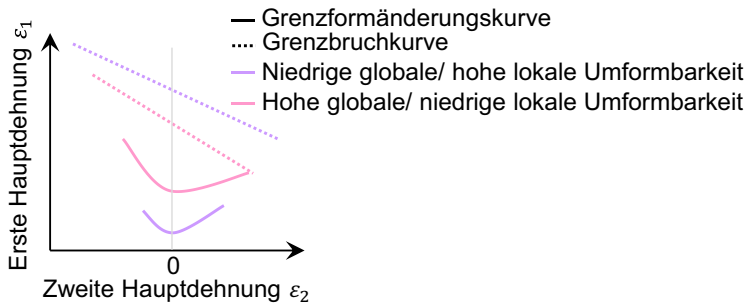 Grenzformänderungskurve
Grenzbruchkurve
Niedrige globale/ hohe lokale Umformbarkeit
Hohe globale/ niedrige lokale Umformbarkeit
Erste Hauptdehnung ε₁
0
Zweite Hauptdehnung ε₂